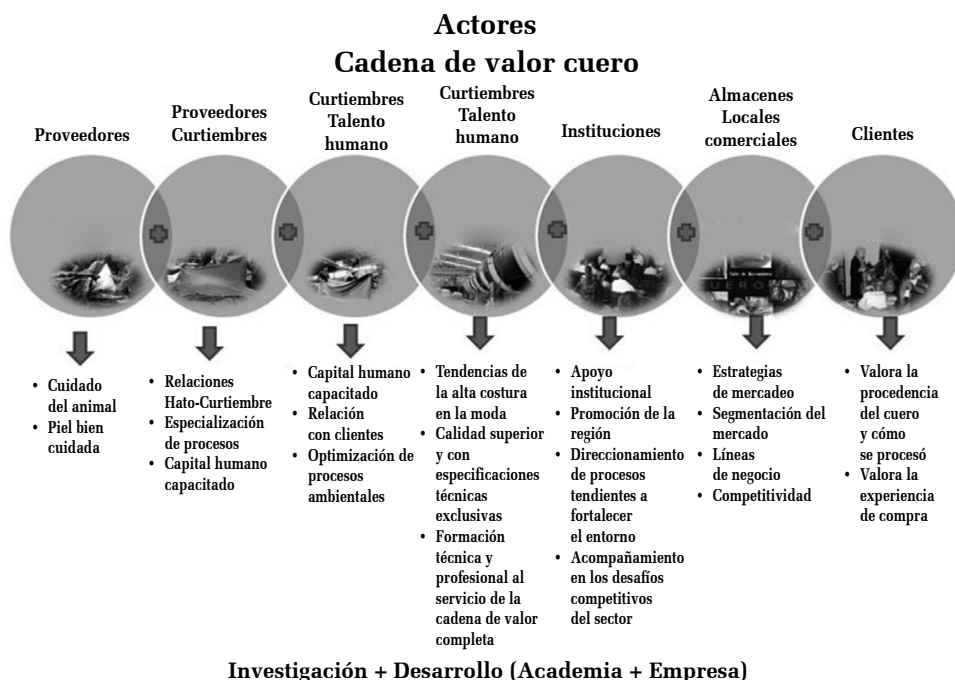 Actores
Cadena de valor cuero
Proveedores
Proveedores
Curtiembres
Curtiembres
Talento
humano
Curtiembres
Talento
humano
Instituciones
Almacenes
Locales
comerciales
Clientes
UERO
• Cuidado
del animal
• Piel bien
cuidada
• Relaciones
Hato-Curtiembre
• Especialización
de procesos
• Capital humano
capacitado
• Capital humano
capacitado
• Relación
con clientes
• Optimización de
procesos
ambientales
• Tendencias de
la alta costura
en la moda
• Calidad superior
y con
especificaciones
técnicas
exclusivas
• Formación
técnica y
profesional al
servicio de la
cadena de valor
completa
• Apoyo
institucional
• Promoción de la
región
• Direccionamiento
de procesos
tendientes a
fortalecer
el entorno
• Acompañamiento
en los desafíos
competitivos
del sector
• Estrategias
de mercadeo
• Segmentación del
mercado
• Líneas
de negocio
• Competitividad
• Valora la
procedencia
del cuero
y cómo
se procesó
• Valora la
experiencia
de compra
Investigación + Desarrollo (Academia + Empresa)